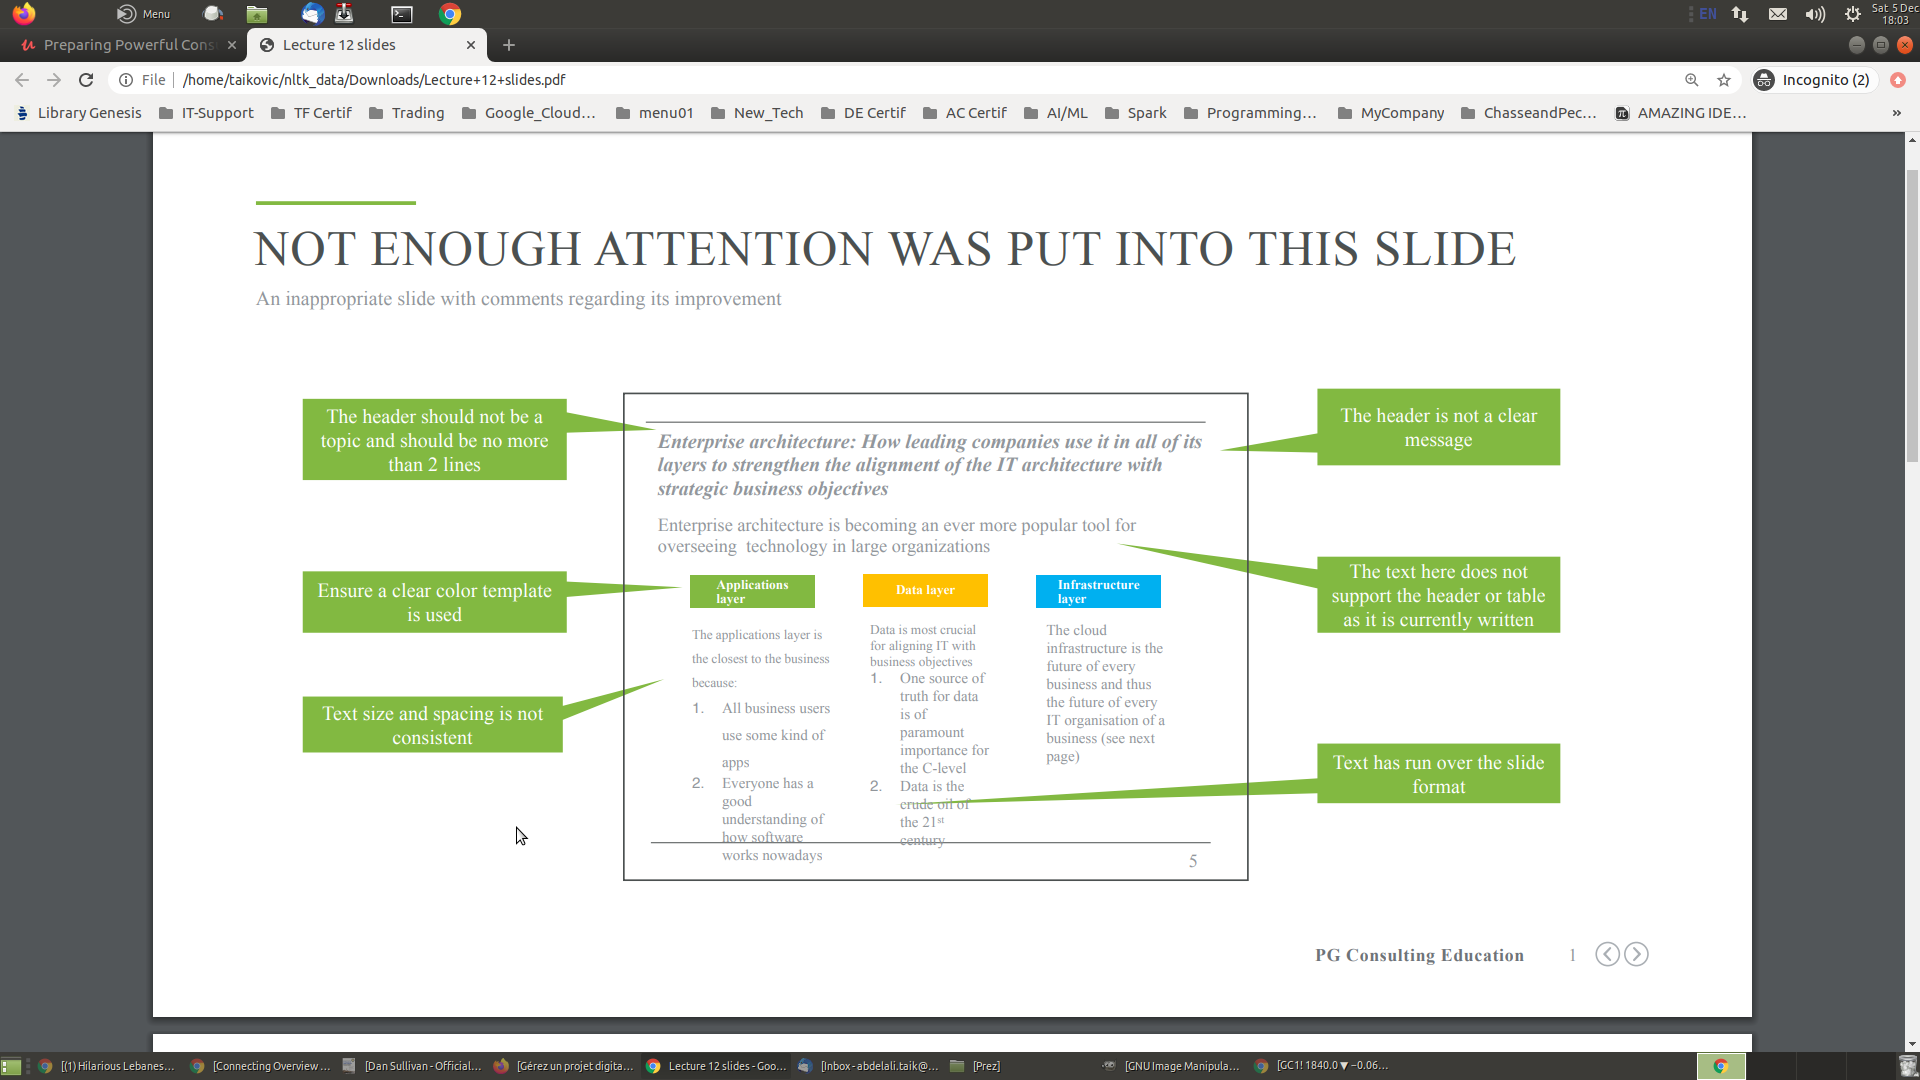 Menu
EN
Sat 5 Dec
18:03
Preparing Powerful Cons
Lecture 12 slides
File
/home/taikovic/nltk_data/Downloads/Lecture+12+slides.pdf
Incognito (2)
Library Genesis
IT-Support
TF Certif
Trading
Google_Cloud...
menu01
New_Tech
DE Certif
AC Certif
AI/ML
Spark
Programming...
MyCompany
ChasseandPec...
AMAZING IDE...
»
NOT ENOUGH ATTENTION WAS PUT INTO THIS SLIDE
An inappropriate slide with comments regarding its improvement
The header should not be a
topic and should be no more
than 2 lines
Ensure a clear color template
is used
Text size and spacing is not
consistent
Enterprise architecture: How leading companies use it in all of its
layers to strengthen the alignment of the IT architecture with
strategic business objectives
Enterprise architecture is becoming an ever more popular tool for
overseeing  technology in large organizations
Applications
layer
The applications layer is
the closest to the business
because:
1. All business users
use some kind of
apps
2. Everyone has a
good
understanding of
how software
works nowadays
Data layer
Data is most crucial
for aligning IT with
business objectives
1. One source of
truth for data
is of
paramount
importance for
the C-level
2. Data is the
crude oil of
the 21st
century
Infrastructure
layer
The cloud
infrastructure is the
future of every
business and thus
the future of every
IT organisation of a
business (see next
page)
5
The header is not a clear
message
The text here does not
support the header or table
as it is currently written
Text has run over the slide
format
PG Consulting Education
1
[(1) Hilarious Lebanes...
[Connecting Overview ...
[Dan Sullivan - Official...
[Gérez un projet digita...
Lecture 12 slides - Goo...
[Inbox - abdelali.taik@...
[Prez]
[GNU Image Manipula...
[GC1! 1840.0 ▼ −0.06...